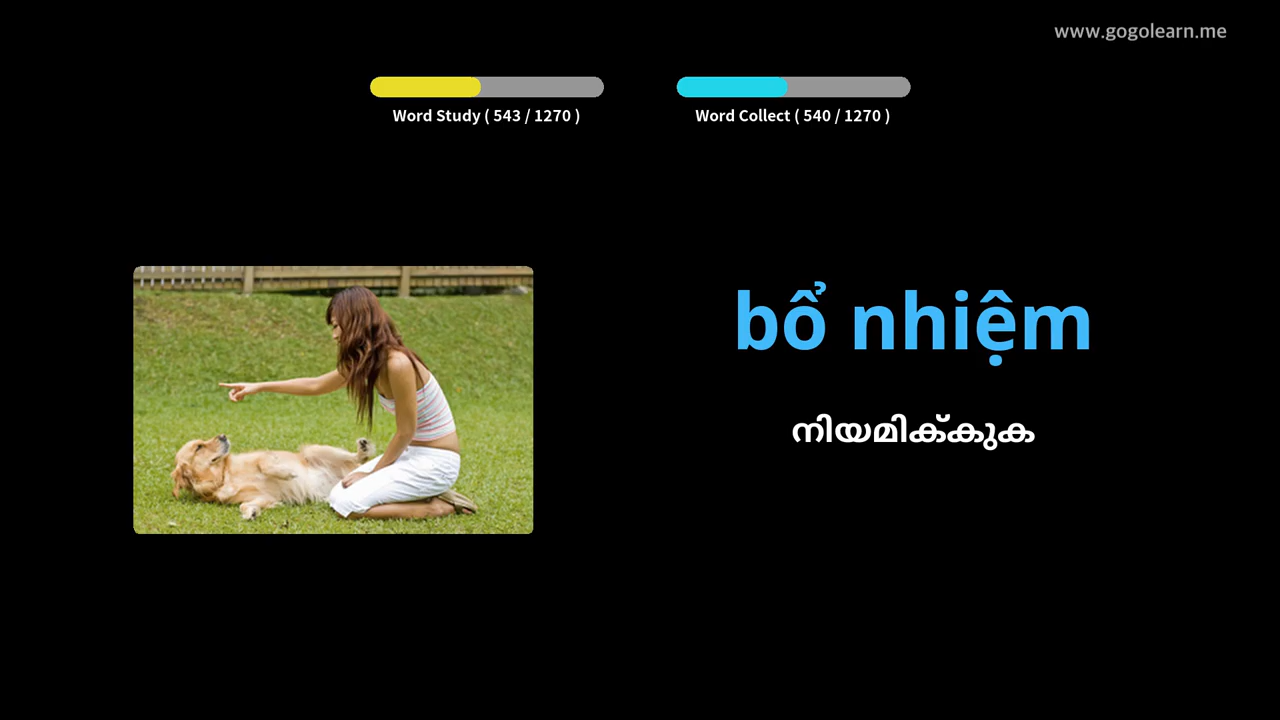 www.gogolearn.me
Word Study ( 543 / 1270 )
Word Collect ( 540 / 1270 )
bổ nhiệm
നിയമിക്കുക